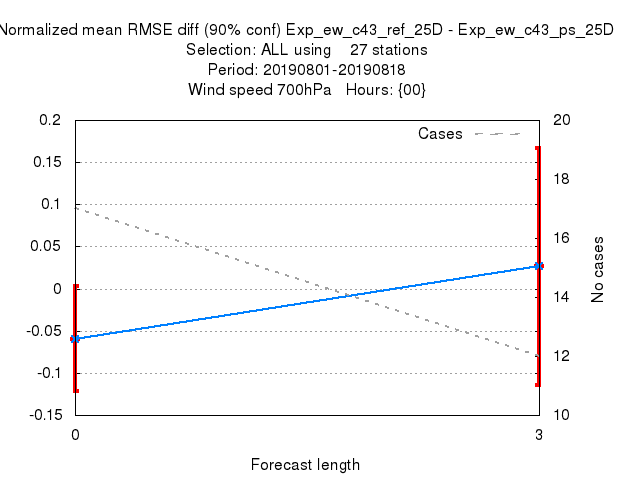 Normalized mean RMSE diff (90% conf) Exp_ew_c43_ref_25D - Exp_ew_c43_ps_25D
Selection: ALL using 27 stations
Period: 20190801-20190818
Wind speed 700hPa Hours: {00}
Cases
0.2
0.15
0.1
0.05
0
-0.05
-0.1
-0.15
20
18
16
14
12
10
No cases
0 3
Forecast length